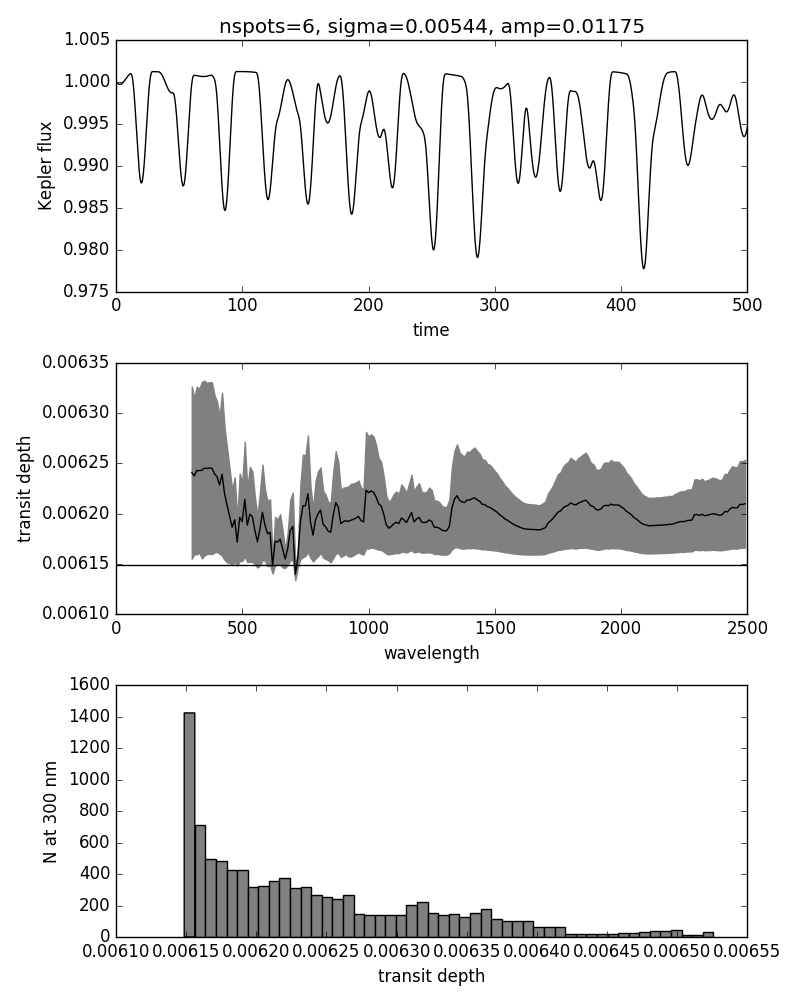 nspots=6, sigma=0.00544, amp=0.01175
1.005
1.000
0.995
0.990
0.985
0.980
0.975
Kepler flux
0 100 200 300 400 500
time
0.00635
0.00630
0.00625
0.00620
0.00615
0.00610
transit depth
0 500 1000 1500 2000 2500
wavelength
1600
1400
1200
1000
800
600
400
200
0
N at 300 nm
0.00610 0.00615 0.00620 0.00625 0.00630 0.00635 0.00640 0.00645 0.00650 0.00655
transit depth